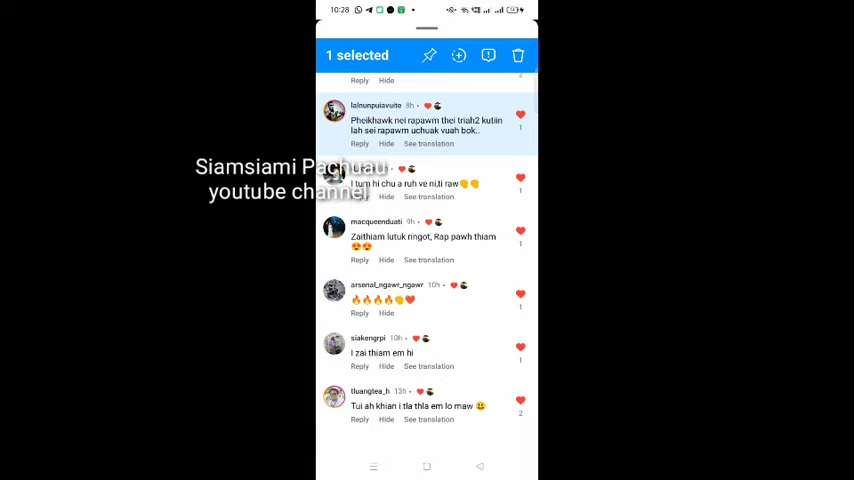 10:28
1 selected
2
Reply Hide
lalnunpuiavuite 8h •
Pheikhawk nei rapawm thei triah2 kutiin
lah sei rapawm uchuak vuah bok..
1
Reply Hide See translation
Siamsiami Pachuau
youtube channel
I tum hi chu a ruh ve ni,ti raw👏👏
1
Hide See translation
macqueenduati 9h •
Zaithiam lutuk ringot, Rap pawh thiam
😍😍
1
Reply Hide See translation
arsenal_ngawr_ngawr 10h •
🔥🔥🔥🔥👏❤️
1
Reply Hide
siakengrpi 10h •
I zai thiam em hi
1
Reply Hide See translation
tluangtea_h 13h •
Tui ah khian i tla thla em lo maw 😃
2
Reply Hide See translation